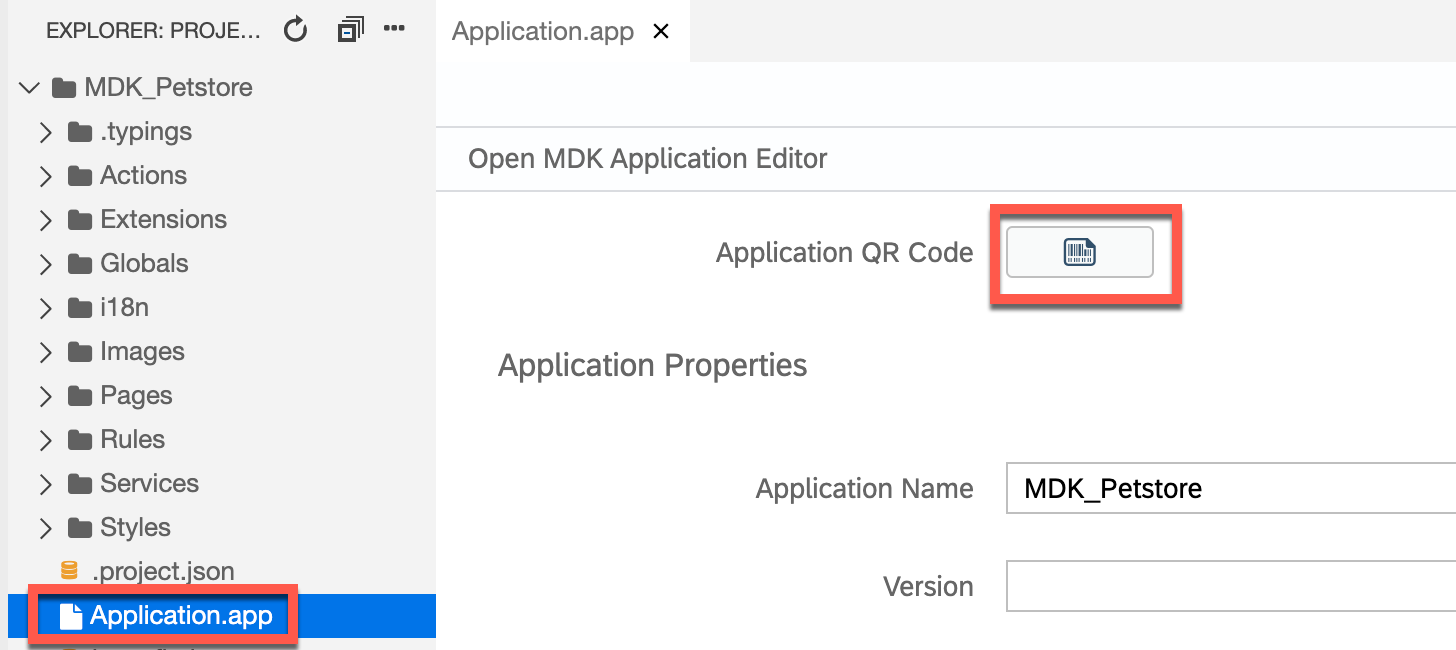 EXPLORER: PROJE...
MDK_Petstore
.typings
Actions
Extensions
Globals
i18n
Images
Pages
Rules
Services
Styles
.project.json
Application.app
Application.app
Open MDK Application Editor
Application QR Code
Application Properties
Application Name
MDK_Petstore
Version